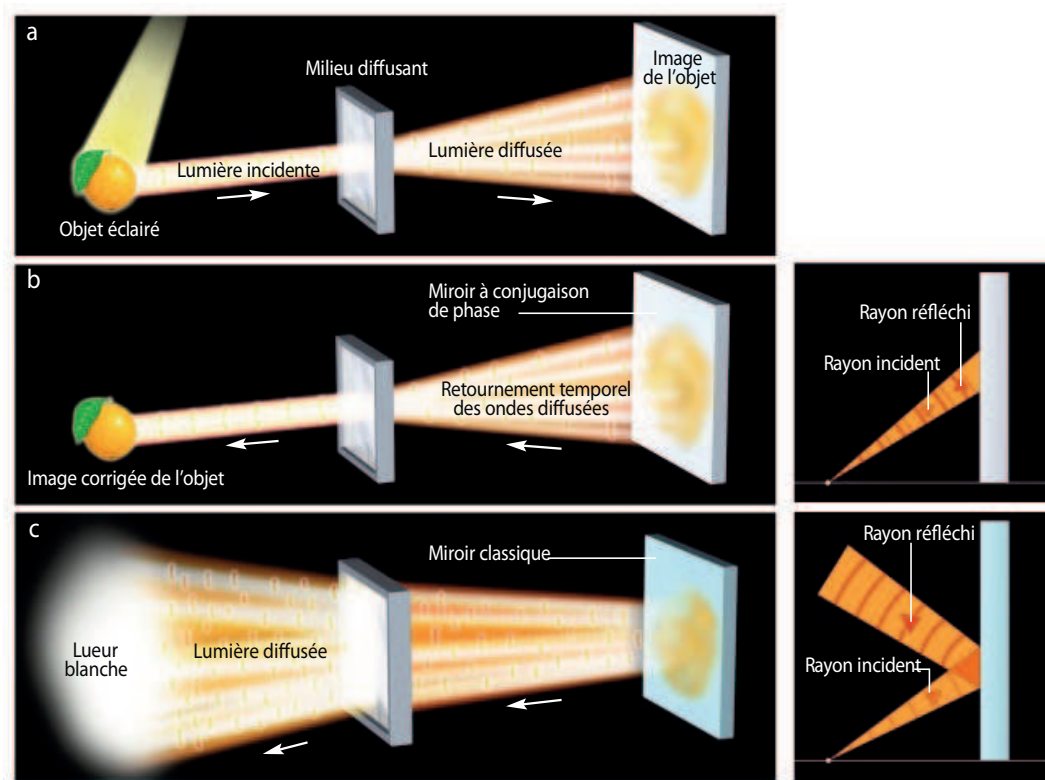 a
Milieu diffusant
Image
de l’objet
Lumière incidente
Lumière diffusée
Objet éclairé
b
Miroir à conjugaison
de phase
Retournement temporel
des ondes diffusées
Image corrigée de l’objet
Rayon réfléchi
Rayon incident
c
Miroir classique
Lueur
blanche
Lumière diffusée
Rayon réfléchi
Rayon incident